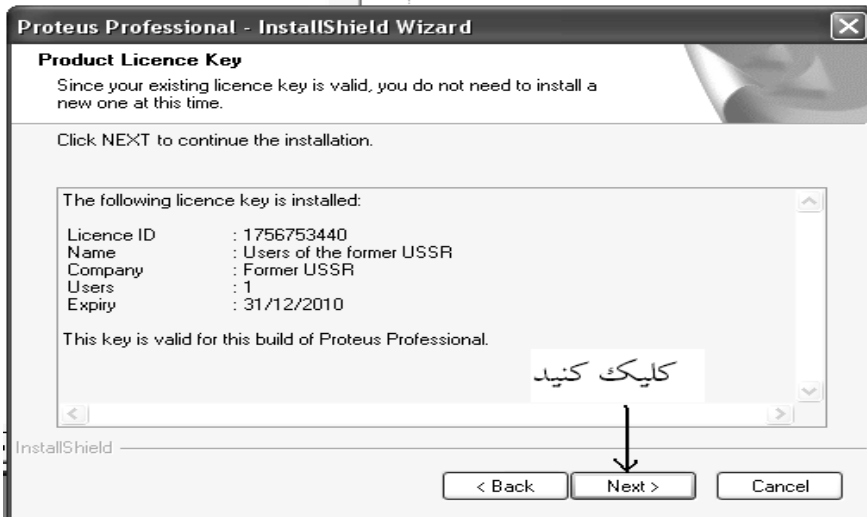 Proteus Professional - InstallShield Wizard
Product Licence Key
Since your existing licence key is valid, you do not need to install a
new one at this time.
Click NEXT to continue the installation.
The following licence key is installed:
Licence ID : 1756753440
Name : Users of the former USSR
Company : Former USSR
Users : 1
Expiry : 31/12/2010
This key is valid for this build of Proteus Professional.
کلیک کنید
InstallShield
< Back Next > Cancel